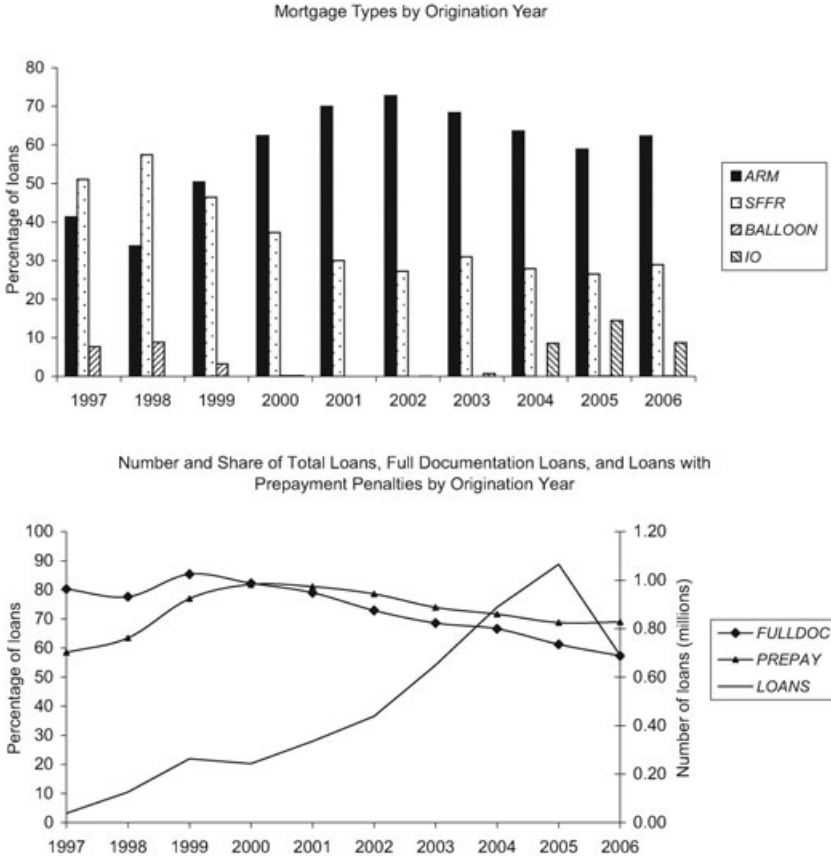 Mortgage Types by Origination Year
80
70
60
50
40
30
20
10
0
Percentage of loans
1997 1998 1999 2000 2001 2002 2003 2004 2005 2006
ARM
SFFR
BALLOON
IO
Number and Share of Total Loans, Full Documentation Loans, and Loans with
Prepayment Penalties by Origination Year
100
90
80
70
60
50
40
30
20
10
0
Percentage of loans
1.20
1.00
0.80
0.60
0.40
0.20
0.00
Number of loans (millions)
1997 1998 1999 2000 2001 2002 2003 2004 2005 2006
FULLDOC
PREPAY
LOANS